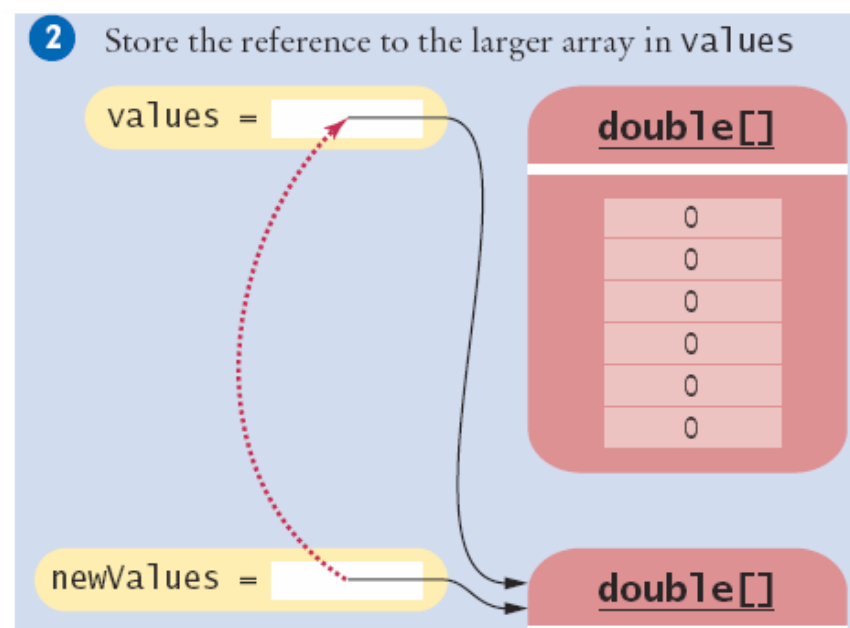 2 Store the reference to the larger array in values
values =
double[]
0
0
0
0
0
0
newValues =
double[]